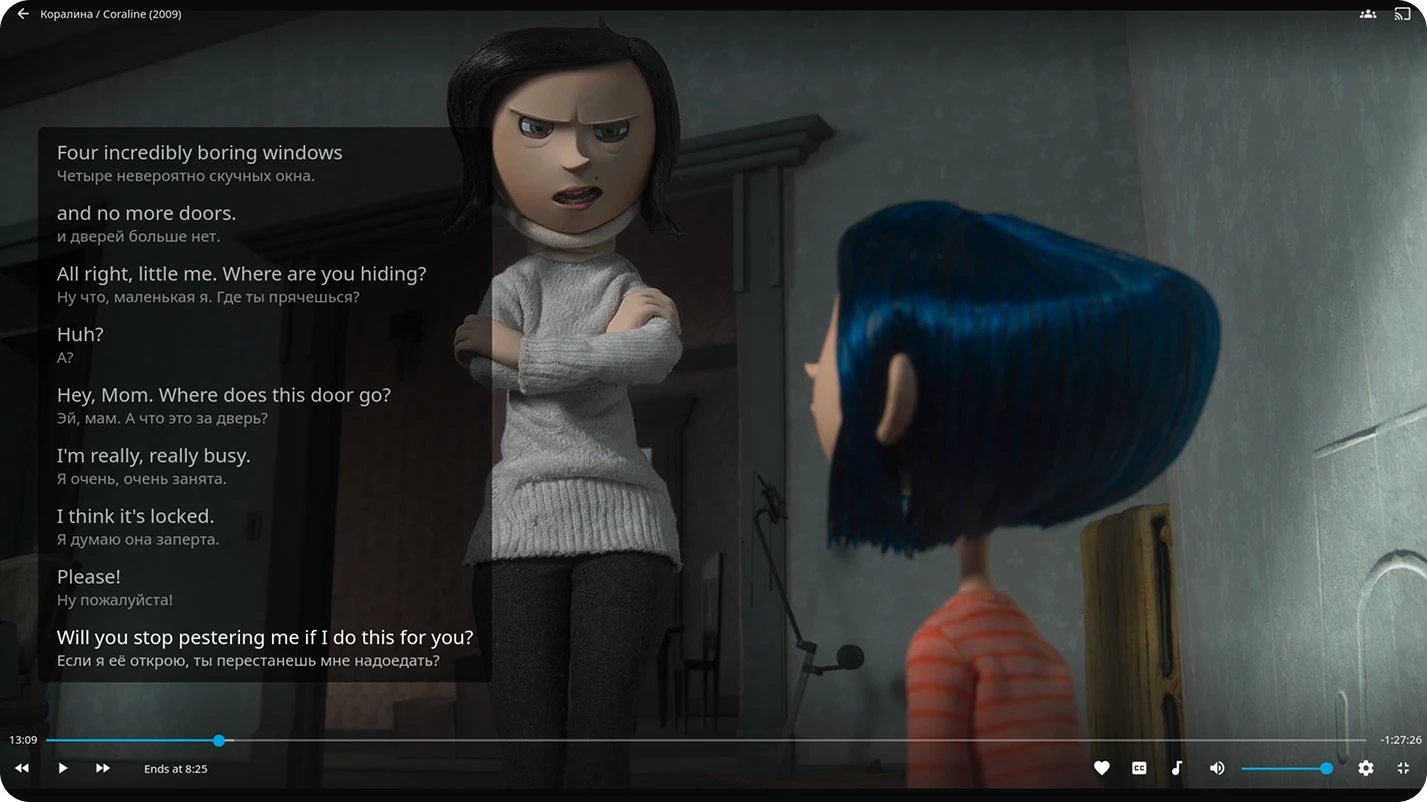 Коралина / Coraline (2009)
Four incredibly boring windows
Четыре невероятно скучных окна.
and no more doors.
и дверей больше нет.
All right, little me. Where are you hiding?
Ну что, маленькая я. Где ты прячешься?
Huh?
А?
Hey, Mom. Where does this door go?
Эй, мам. А что это за дверь?
I'm really, really busy.
Я очень, очень занята.
I think it's locked.
Я думаю она заперта.
Please!
Ну пожалуйста!
Will you stop pestering me if I do this for you?
Если я её открою, ты перестанешь мне надоедать?
13:09
-1:27:26
Ends at 8:25
CC